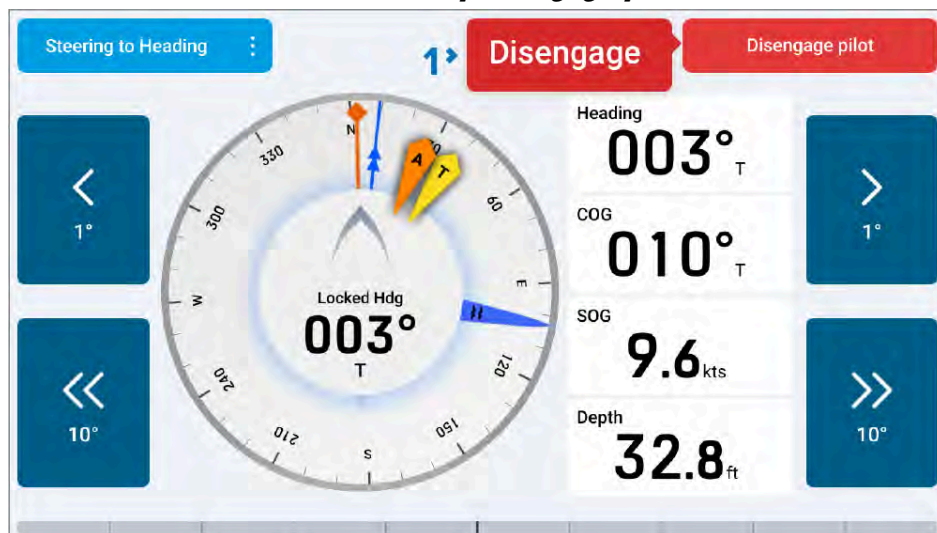 Steering to Heading
1
Disengage
Disengage pilot
1°
10°
N
60
E
120
150
S
210
240
W
300
330
A
T
Locked Hdg
003°
T
Heading
003° T
COG
010° T
SOG
9.6 kts
Depth
32.8 ft
1°
10°